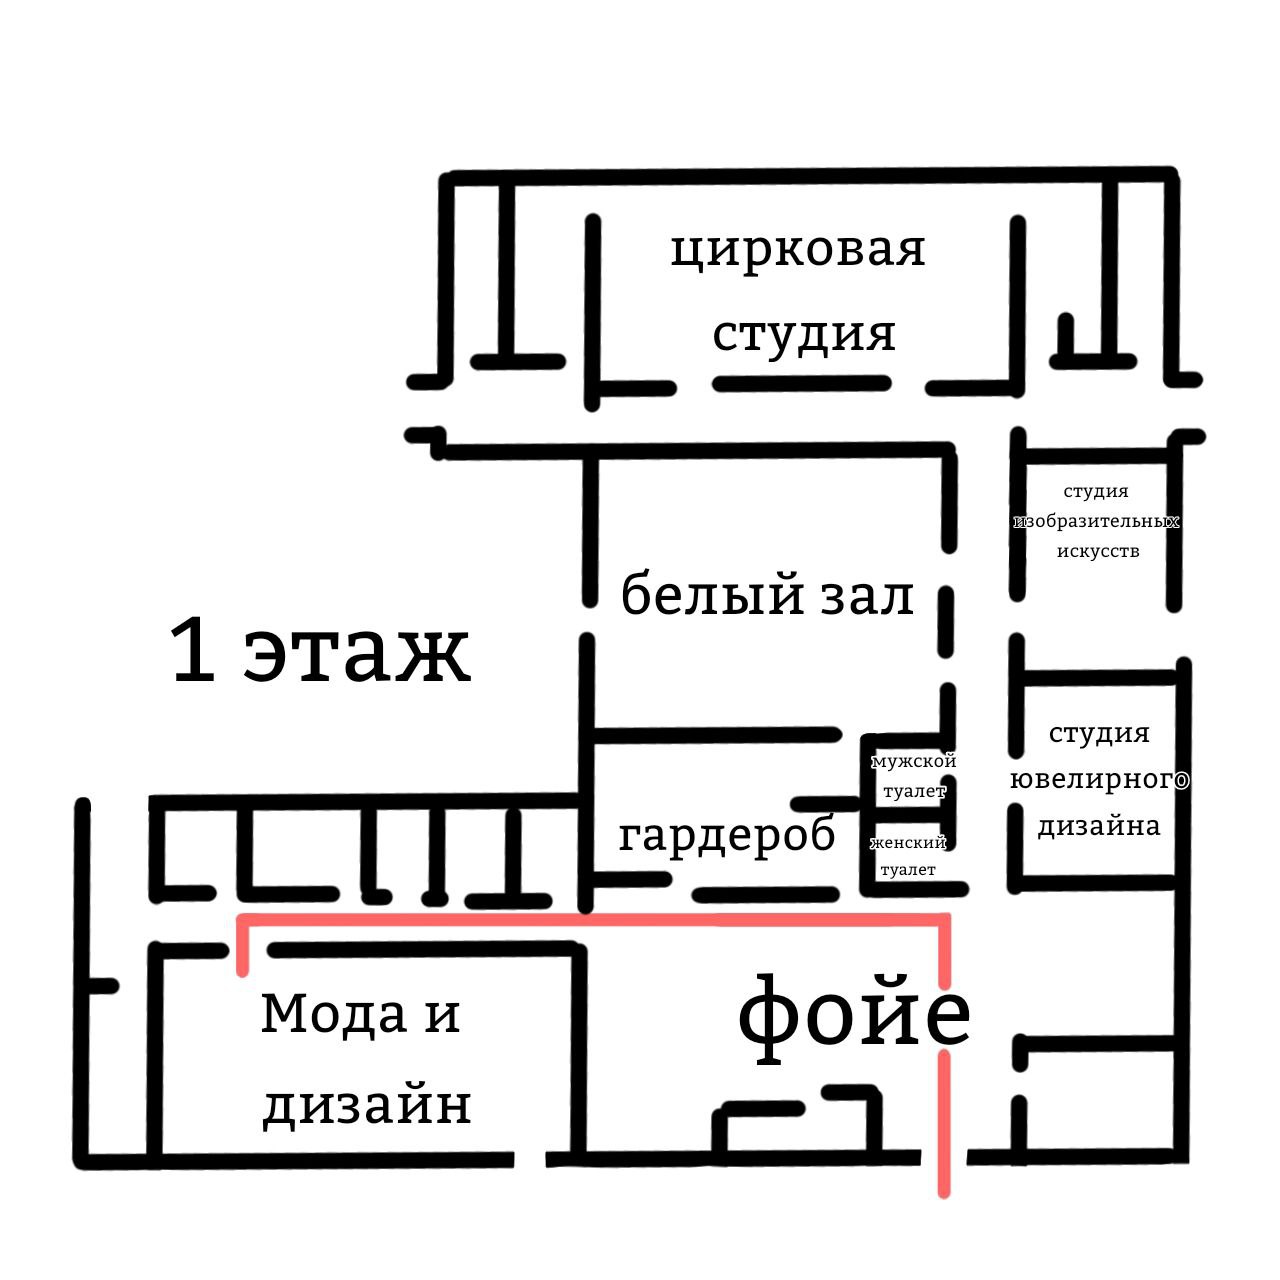 цирковая
студия
студия
изобразительных
искусств
белый зал
1 этаж
студия
ювелирного
дизайна
мужской
туалет
гардероб
женский
туалет
фойе
Мода и
дизайн